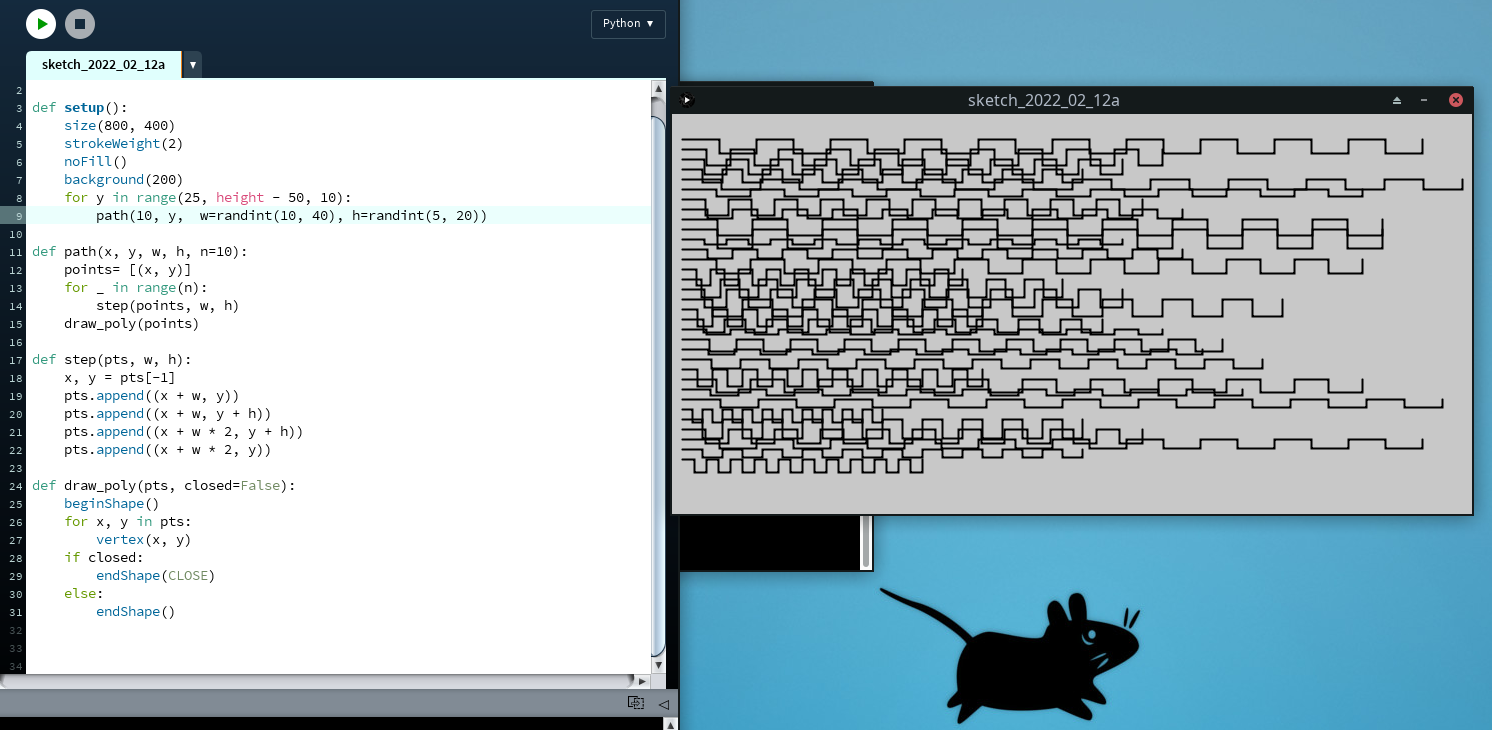 Python ▼
sketch_2022_02_12a ▼
2
3 def setup():
4     size(800, 400)
5     strokeWeight(2)
6     noFill()
7     background(200)
8     for y in range(25, height - 50, 10):
9         path(10, y,  w=randint(10, 40), h=randint(5, 20))
10
11 def path(x, y, w, h, n=10):
12     points= [(x, y)]
13     for _ in range(n):
14         step(points, w, h)
15     draw_poly(points)
16
17 def step(pts, w, h):
18     x, y = pts[-1]
19     pts.append((x + w, y))
20     pts.append((x + w, y + h))
21     pts.append((x + w * 2, y + h))
22     pts.append((x + w * 2, y))
23
24 def draw_poly(pts, closed=False):
25     beginShape()
26     for x, y in pts:
27         vertex(x, y)
28     if closed:
29         endShape(CLOSE)
30     else:
31         endShape()
32
33
34
sketch_2022_02_12a